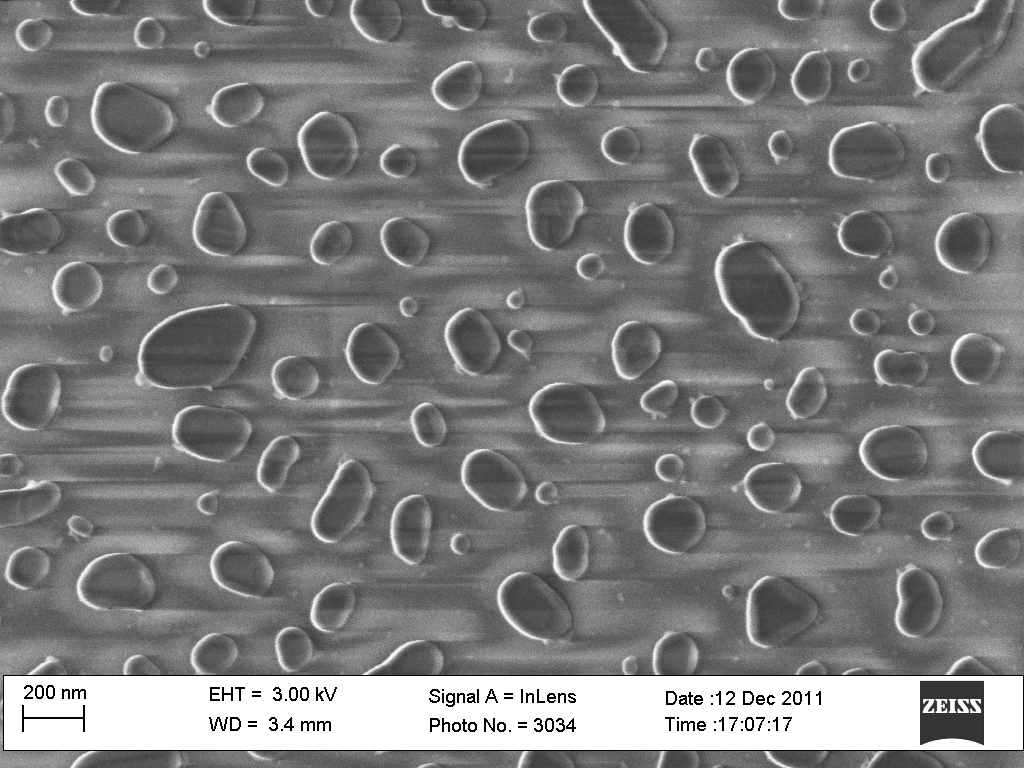 200 nm
EHT = 3.00 kV
WD = 3.4 mm
Signal A = InLens
Photo No. = 3034
Date :12 Dec 2011
Time :17:07:17
ZEISS